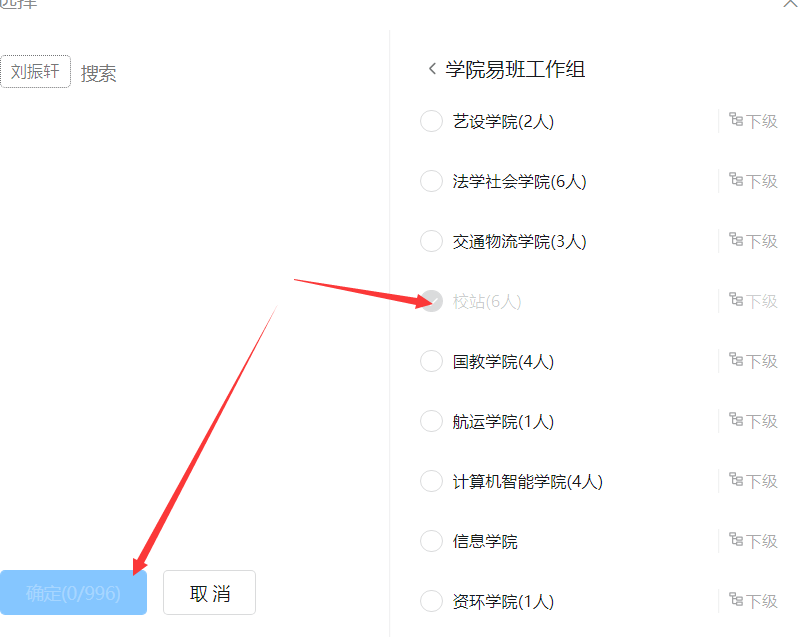 选择
刘振轩 搜索
学院易班工作组
艺设学院(2人) 下级
法学社会学院(6人) 下级
交通物流学院(3人) 下级
校站(6人) 下级
国教学院(4人) 下级
航运学院(1人) 下级
计算机智能学院(4人) 下级
信息学院 下级
资环学院(1人) 下级
确定(0/996) 取消